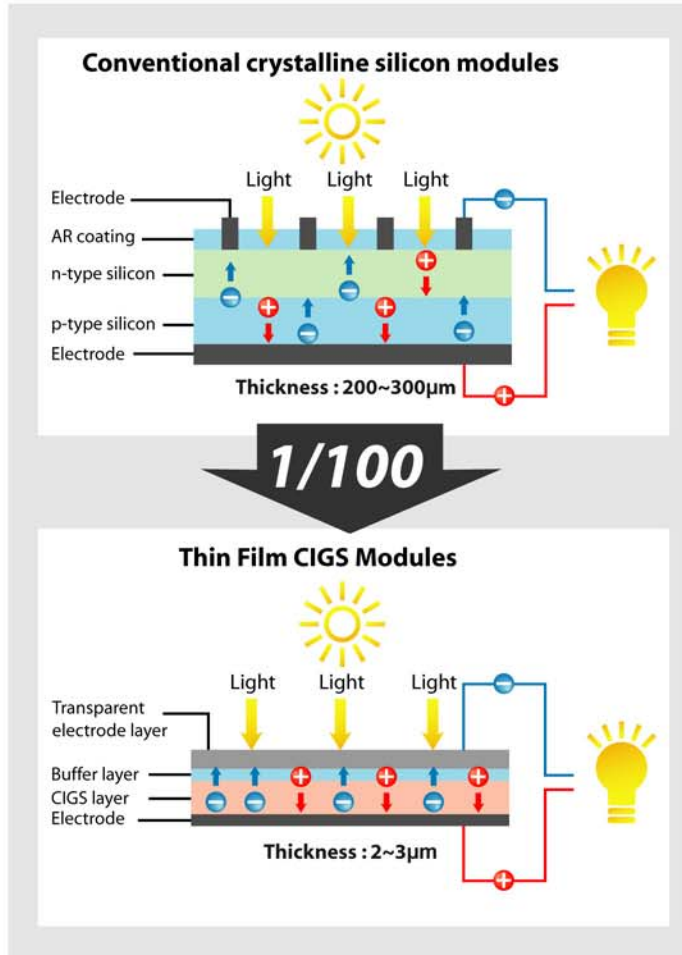 Conventional crystalline silicon modules
Light
Light
Light
Electrode
AR coating
n-type silicon
p-type silicon
Electrode
Thickness : 200~300μm
1/100
Thin Film CIGS Modules
Light
Light
Light
Transparent
electrode layer
Buffer layer
CIGS layer
Electrode
Thickness : 2~3μm